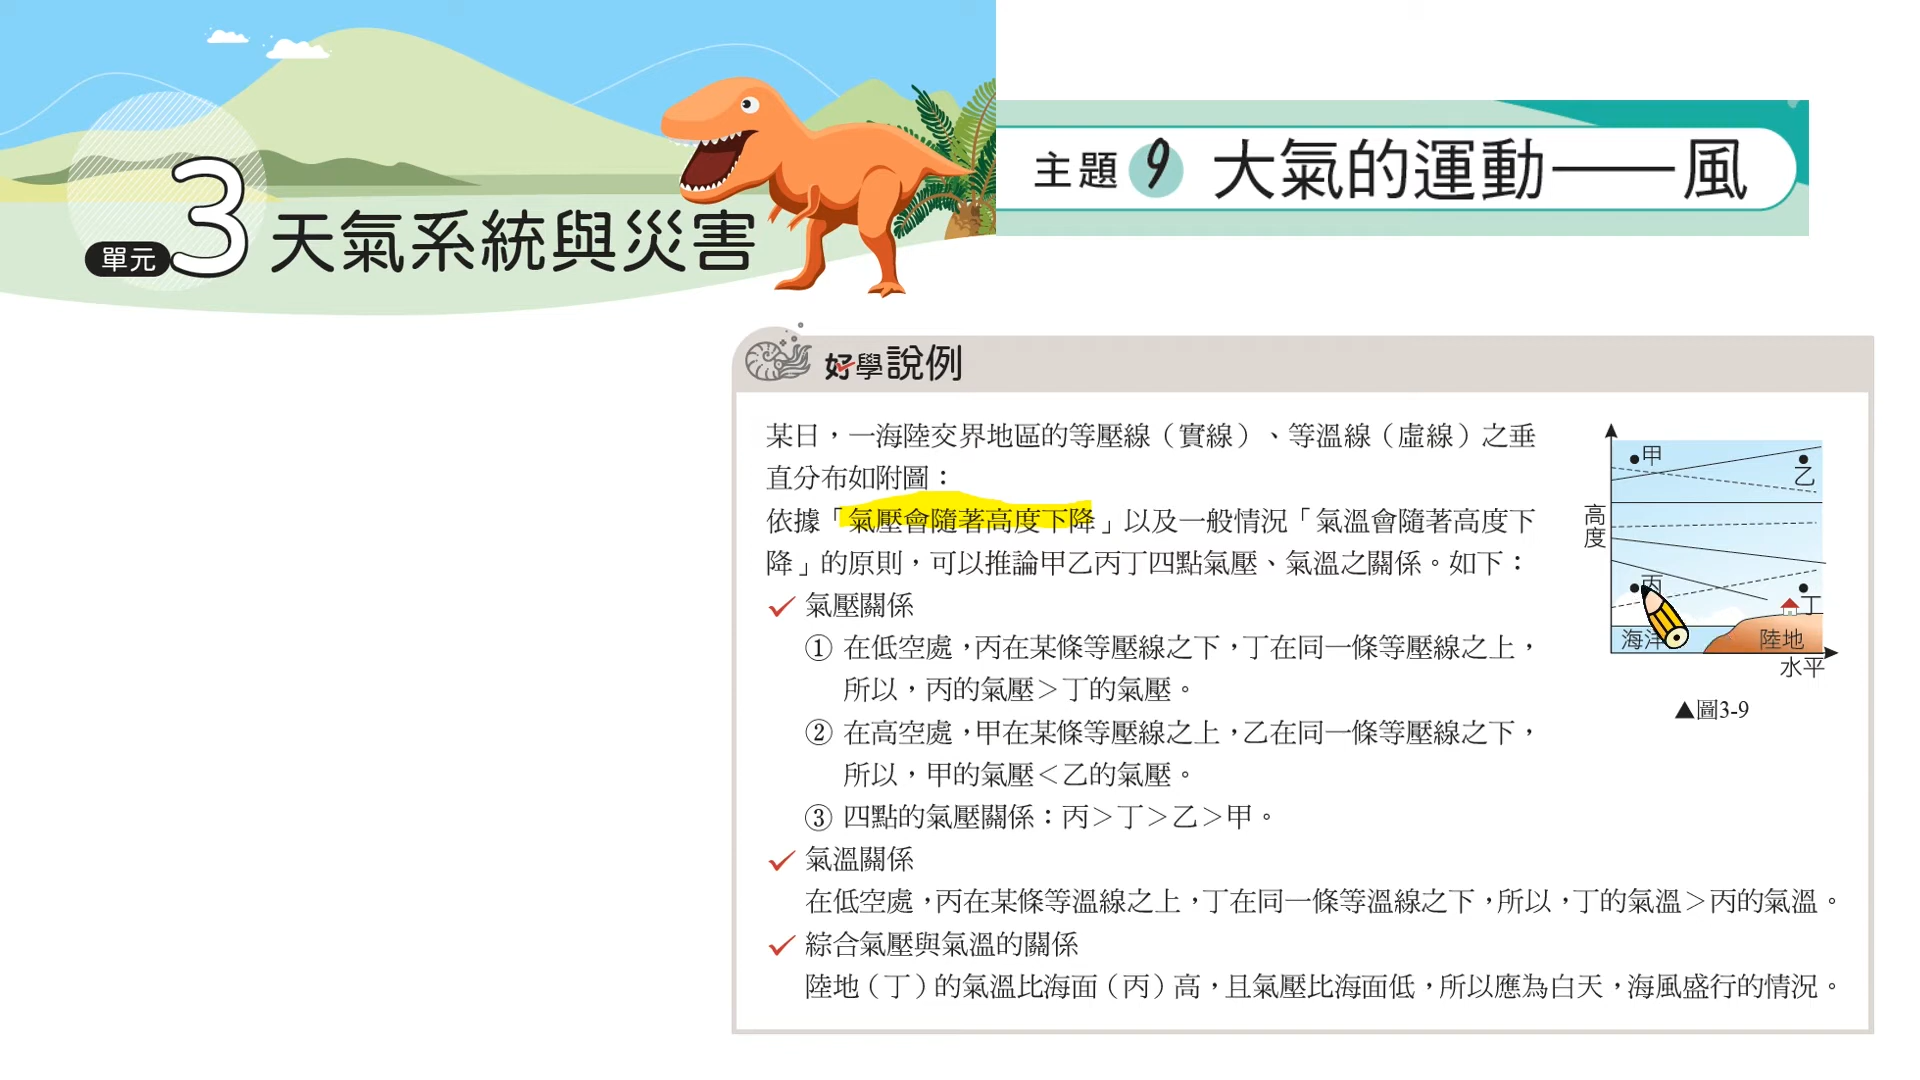 單元3天氣系統與災害
主題9 大氣的運動——風
好學說例
某日，一海陸交界地區的等壓線（實線）、等溫線（虛線）之垂
直分布如附圖：
依據「氣壓會隨著高度下降」以及一般情況「氣溫會隨著高度下
降」的原則，可以推論甲乙丙丁四點氣壓、氣溫之關係。如下：
氣壓關係
① 在低空處，丙在某條等壓線之下，丁在同一條等壓線之上，
所以，丙的氣壓＞丁的氣壓。
② 在高空處，甲在某條等壓線之上，乙在同一條等壓線之下，
所以，甲的氣壓＜乙的氣壓。
③ 四點的氣壓關係：丙＞丁＞乙＞甲。
氣溫關係
在低空處，丙在某條等溫線之上，丁在同一條等溫線之下，所以，丁的氣溫＞丙的氣溫。
綜合氣壓與氣溫的關係
陸地（丁）的氣溫比海面（丙）高，且氣壓比海面低，所以應為白天，海風盛行的情況。
甲
乙
高度
丙
丁
海洋
陸地
水平
▲圖3-9